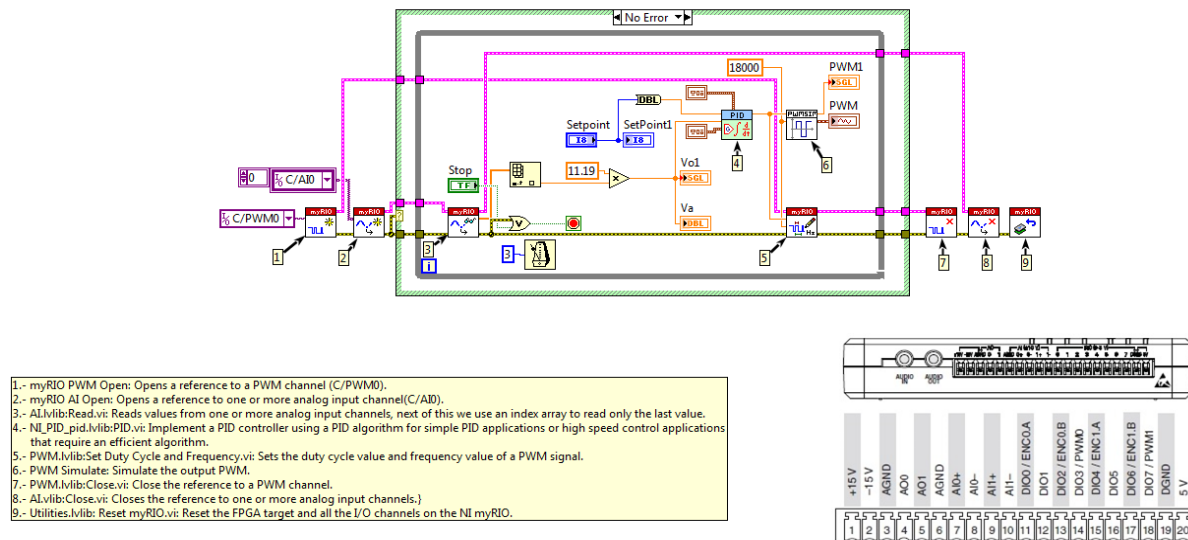 No Error
18000
PWM1
SGL
PWM
DBL
PID
PWMSIM
Setpoint
SetPoint1
I8
I8
4
6
Stop
TF
11.19
Vo1
SGL
Va
DBL
0
C/AI0
C/PWM0
myRIO
myRIO
myRIO
myRIO
Hz
myRIO
myRIO
myRIO
?
V
3
i
3
1
2
5
7
8
9
1.- myRIO PWM Open: Opens a reference to a PWM channel (C/PWM0).
2.- myRIO AI Open: Opens a reference to one or more analog input channel(C/AI0).
3.- AI.lvlib:Read.vi: Reads values from one or more analog input channels, next of this we use an index array to read only the last value.
4.- NI_PID_pid.lvlib:PID.vi: Implement a PID controller using a PID algorithm for simple PID applications or high speed control applications
that require an efficient algorithm.
5.- PWM.lvlib:Set Duty Cycle and Frequency.vi: Sets the duty cycle value and frequency value of a PWM signal.
6.- PWM Simulate: Simulate the output PWM.
7.- PWM.lvlib:Close.vi: Close the reference to a PWM channel.
8.- AI.lvlib:Close.vi: Closes the reference to one or more analog input channels.}
9.- Utilities.lvlib: Reset myRIO.vi: Reset the FPGA target and all the I/O channels on the NI myRIO.
AUDIO
IN
AUDIO
OUT
+15 V
-15 V
AGND
AO0
AO1
AGND
AI0+
AI0-
AI1+
AI1-
DIO0 / ENC0.A
DIO1
DIO2 / ENC0.B
DIO3 / PWM0
DIO4 / ENC1.A
DIO5
DIO6 / ENC1.B
DIO7 / PWM1
DGND
5 V
1 2 3 4 5 6 7 8 9 10 11 12 13 14 15 16 17 18 19 20